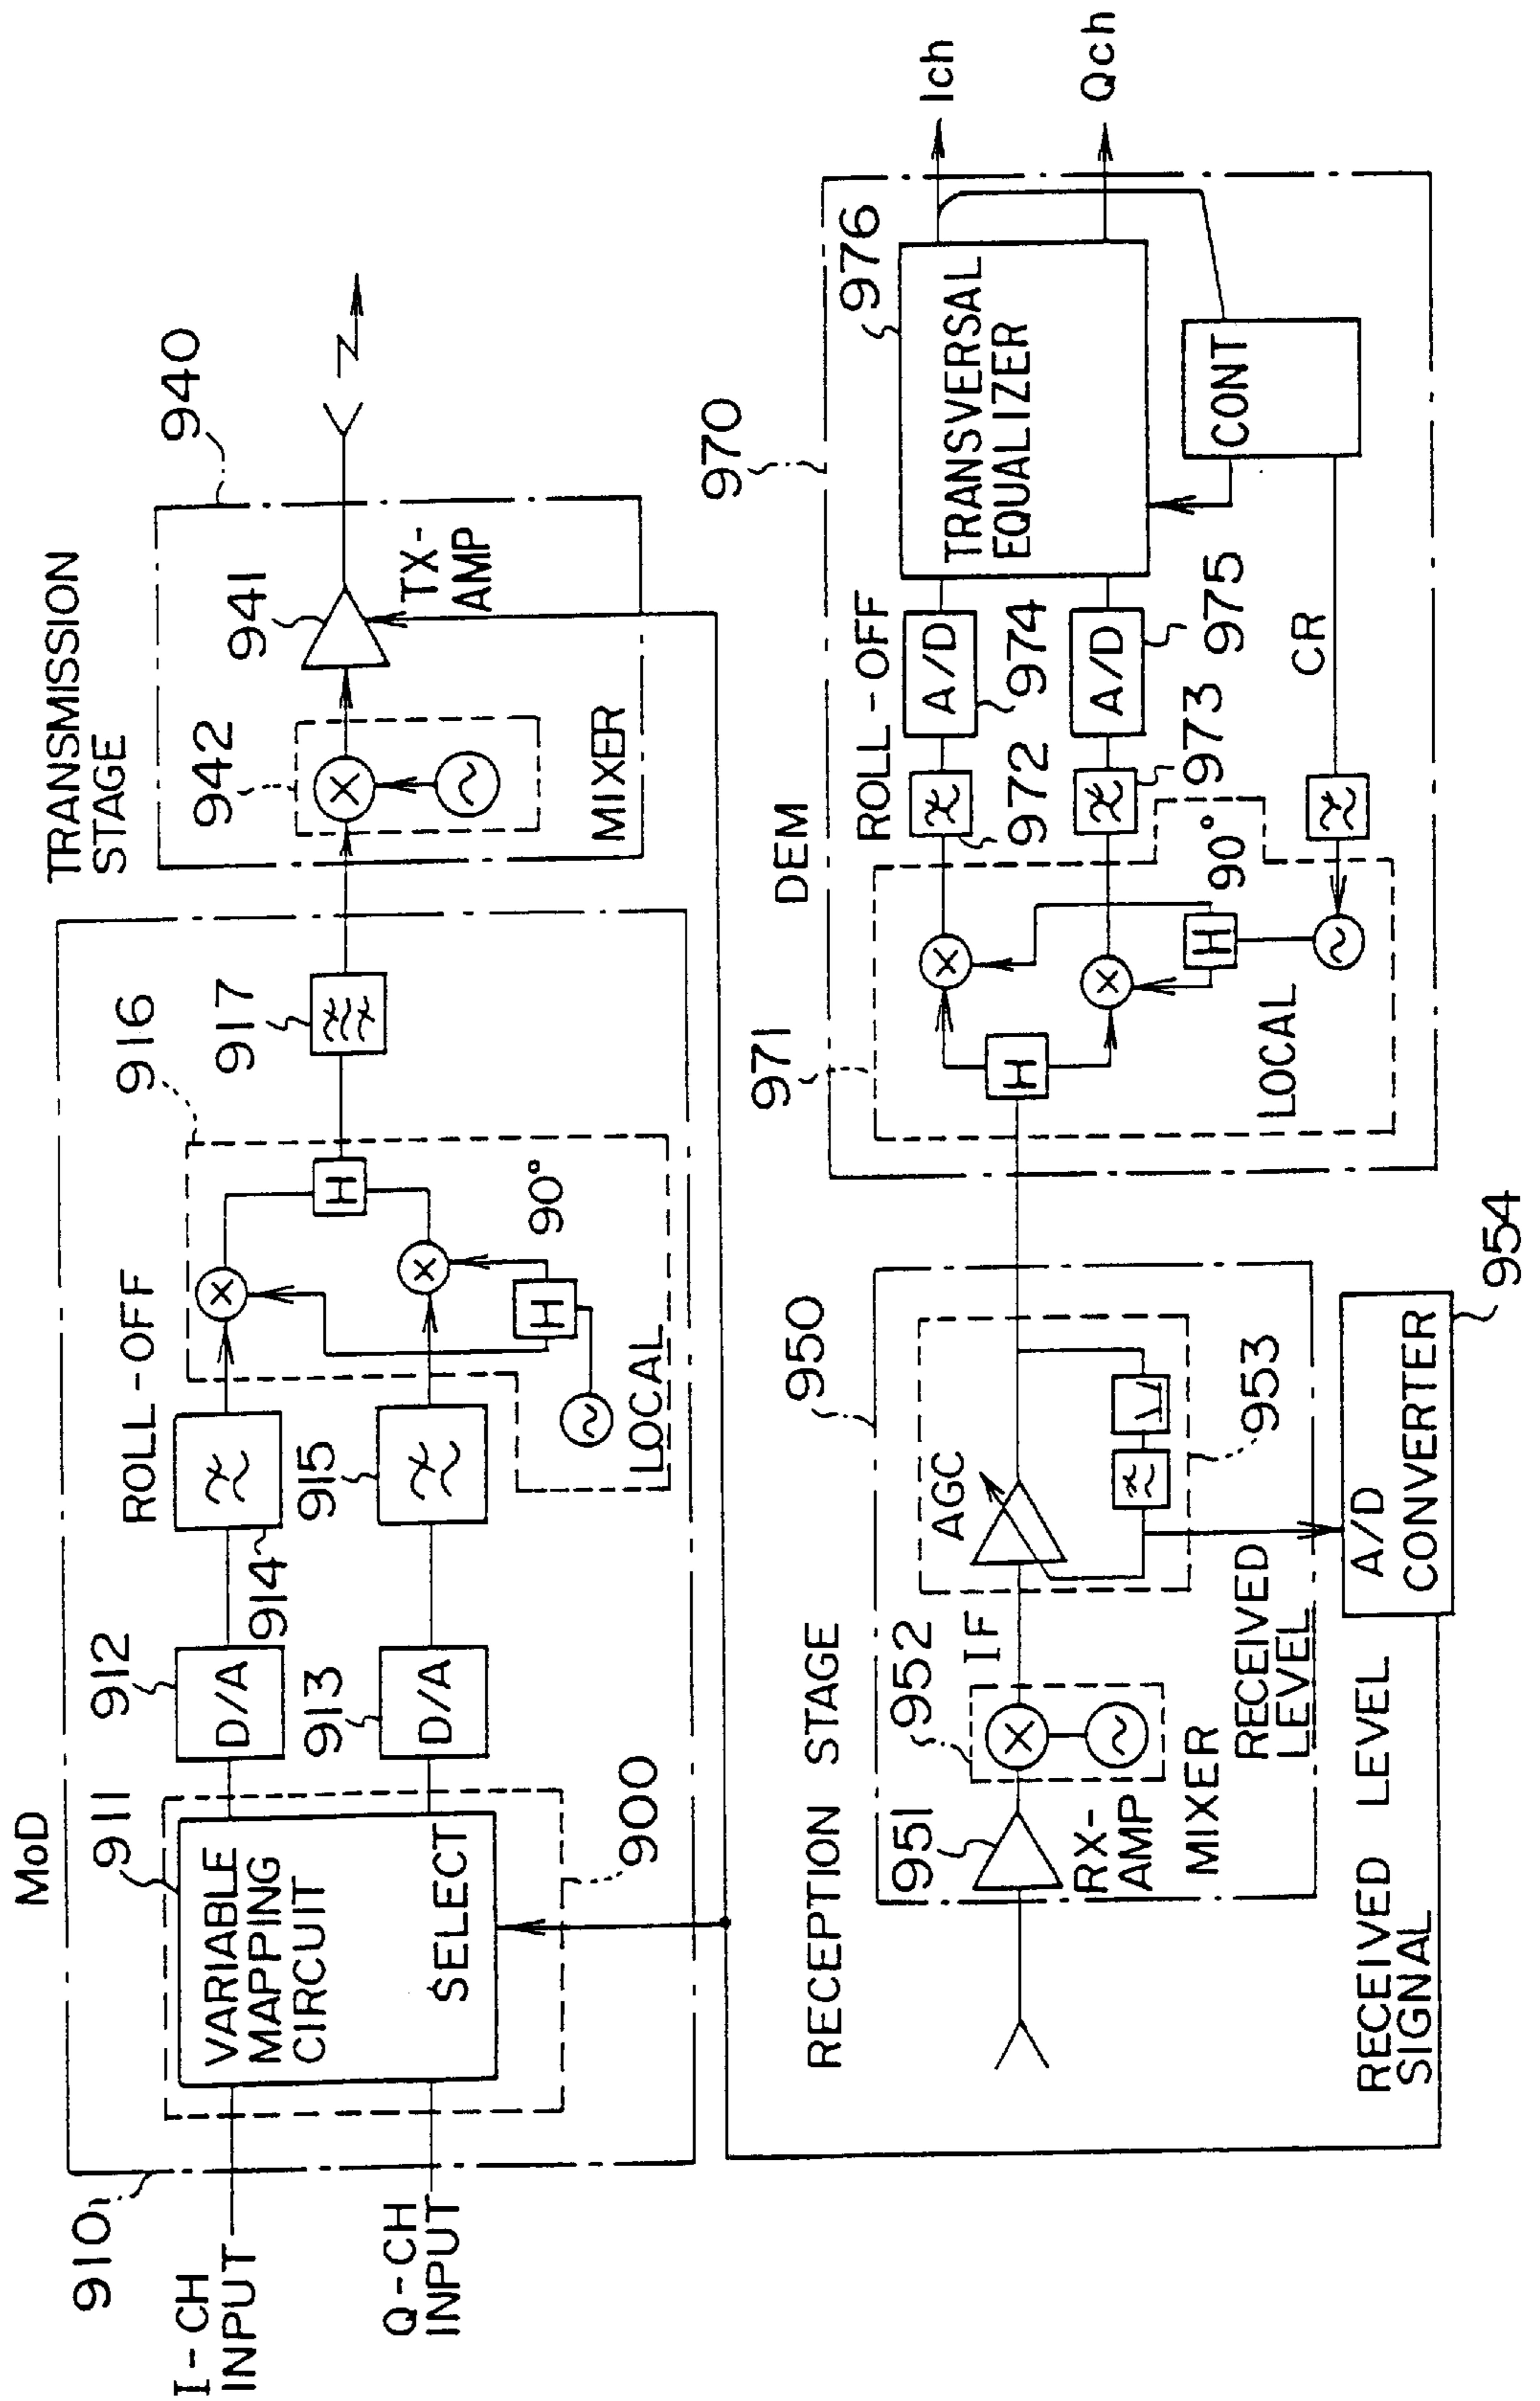 MoD
910
I-CH
INPUT
Q-CH
INPUT
911
VARIABLE
MAPPING
CIRCUIT
SELECT
900
912
D/A
913
D/A
ROLL-OFF
914
915
916
90°
H
H
LOCAL
917
TRANSMISSION
STAGE
940
942
941
TX-
AMP
MIXER
RECEPTION STAGE
950
951
RX-
AMP
952
MIXER
IF
AGC
953
RECEIVED
LEVEL
A/D
CONVERTER
954
RECEIVED LEVEL
RECEIVED
SIGNAL
DEM
970
971
H
H
90°
LOCAL
ROLL-OFF
972
973
A/D
974
A/D
975
976
TRANSVERSAL
EQUALIZER
CONT
CR
Ich
Qch